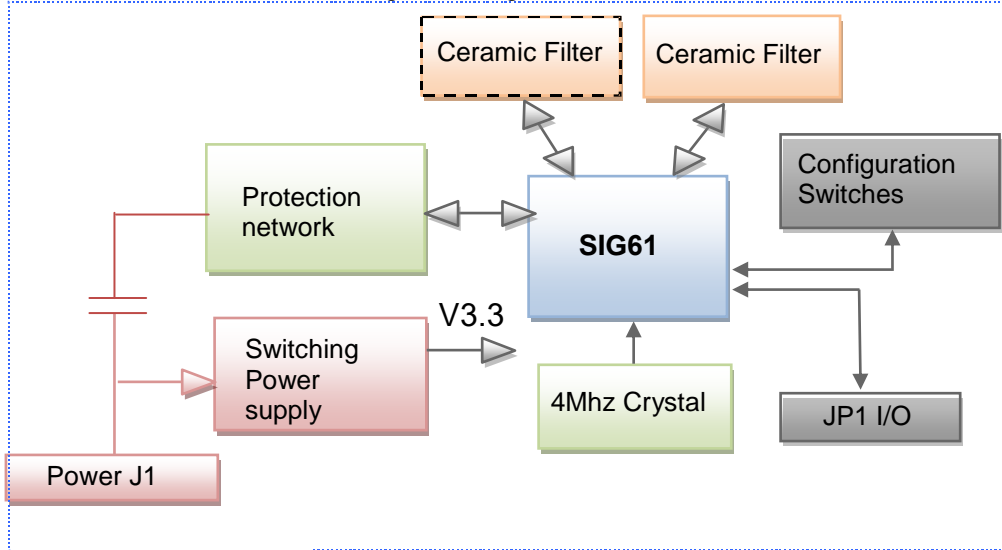 Ceramic Filter
Ceramic Filter
Configuration
Switches
Protection
network
SIG61
V3.3
Switching
Power
supply
4Mhz Crystal
JP1 I/O
Power J1